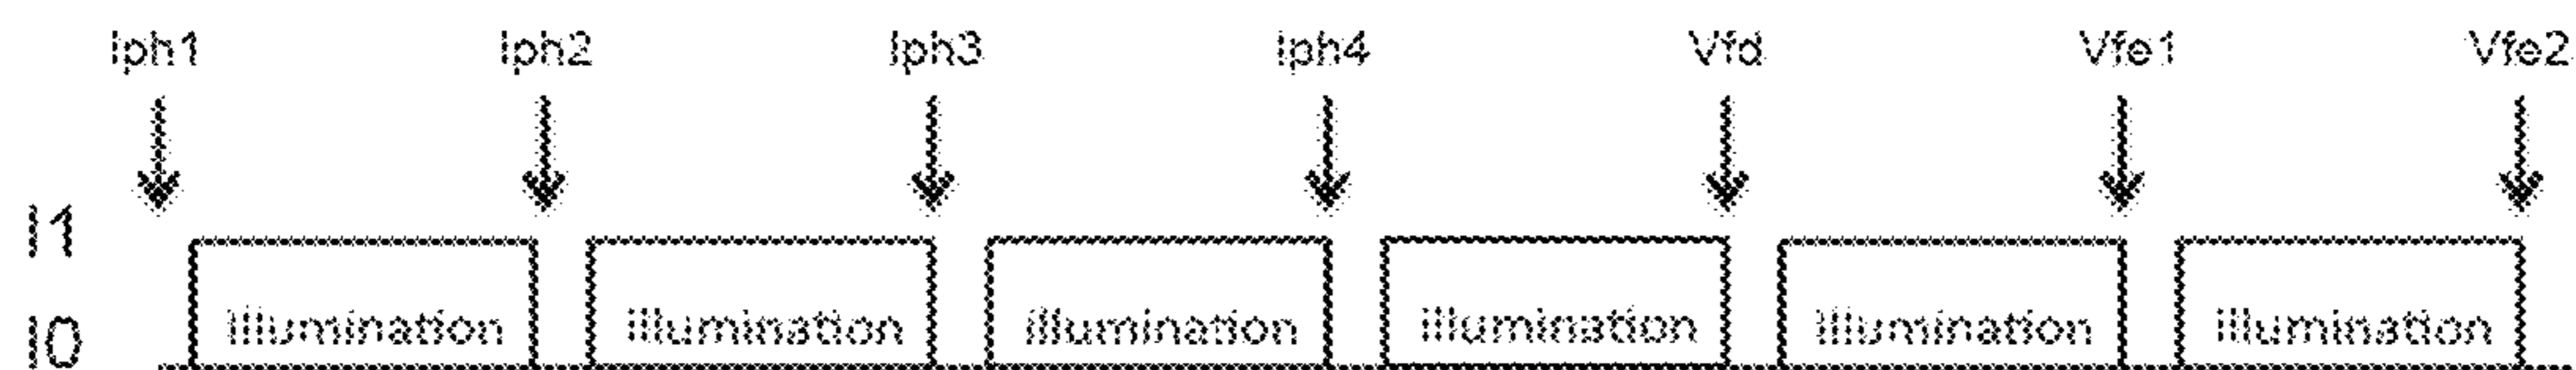 Iph1 Iph2 Iph3 Iph4 Vfd Vfe1 Vfe2
I1
illumination illumination illumination illumination illumination illumination
I0